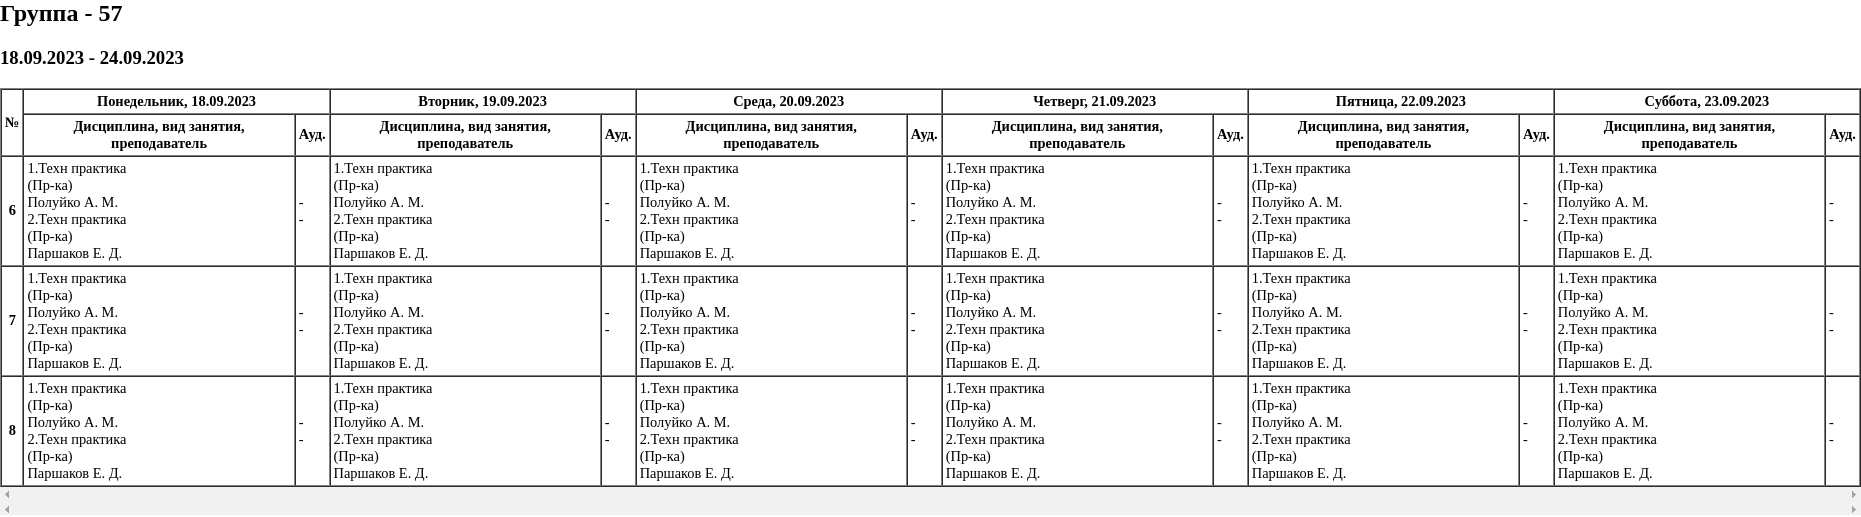 Группа - 57
18.09.2023 - 24.09.2023
№ Понедельник, 18.09.2023 Вторник, 19.09.2023 Среда, 20.09.2023 Четверг, 21.09.2023 Пятница, 22.09.2023 Суббота, 23.09.2023
Дисциплина, вид занятия, преподаватель Ауд. Дисциплина, вид занятия, преподаватель Ауд. Дисциплина, вид занятия, преподаватель Ауд. Дисциплина, вид занятия, преподаватель Ауд. Дисциплина, вид занятия, преподаватель Ауд. Дисциплина, вид занятия, преподаватель Ауд.
6
1.Техн практика 1.Техн практика 1.Техн практика 1.Техн практика 1.Техн практика 1.Техн практика
(Пр-ка) (Пр-ка) (Пр-ка) (Пр-ка) (Пр-ка) (Пр-ка)
Полуйко А. М. - Полуйко А. М. - Полуйко А. М. - Полуйко А. М. - Полуйко А. М. - Полуйко А. М. -
2.Техн практика - 2.Техн практика - 2.Техн практика - 2.Техн практика - 2.Техн практика - 2.Техн практика -
(Пр-ка) (Пр-ка) (Пр-ка) (Пр-ка) (Пр-ка) (Пр-ка)
Паршаков Е. Д. Паршаков Е. Д. Паршаков Е. Д. Паршаков Е. Д. Паршаков Е. Д. Паршаков Е. Д.
7
1.Техн практика 1.Техн практика 1.Техн практика 1.Техн практика 1.Техн практика 1.Техн практика
(Пр-ка) (Пр-ка) (Пр-ка) (Пр-ка) (Пр-ка) (Пр-ка)
Полуйко А. М. - Полуйко А. М. - Полуйко А. М. - Полуйко А. М. - Полуйко А. М. - Полуйко А. М. -
2.Техн практика - 2.Техн практика - 2.Техн практика - 2.Техн практика - 2.Техн практика - 2.Техн практика -
(Пр-ка) (Пр-ка) (Пр-ка) (Пр-ка) (Пр-ка) (Пр-ка)
Паршаков Е. Д. Паршаков Е. Д. Паршаков Е. Д. Паршаков Е. Д. Паршаков Е. Д. Паршаков Е. Д.
8
1.Техн практика 1.Техн практика 1.Техн практика 1.Техн практика 1.Техн практика 1.Техн практика
(Пр-ка) (Пр-ка) (Пр-ка) (Пр-ка) (Пр-ка) (Пр-ка)
Полуйко А. М. - Полуйко А. М. - Полуйко А. М. - Полуйко А. М. - Полуйко А. М. - Полуйко А. М. -
2.Техн практика - 2.Техн практика - 2.Техн практика - 2.Техн практика - 2.Техн практика - 2.Техн практика -
(Пр-ка) (Пр-ка) (Пр-ка) (Пр-ка) (Пр-ка) (Пр-ка)
Паршаков Е. Д. Паршаков Е. Д. Паршаков Е. Д. Паршаков Е. Д. Паршаков Е. Д. Паршаков Е. Д.